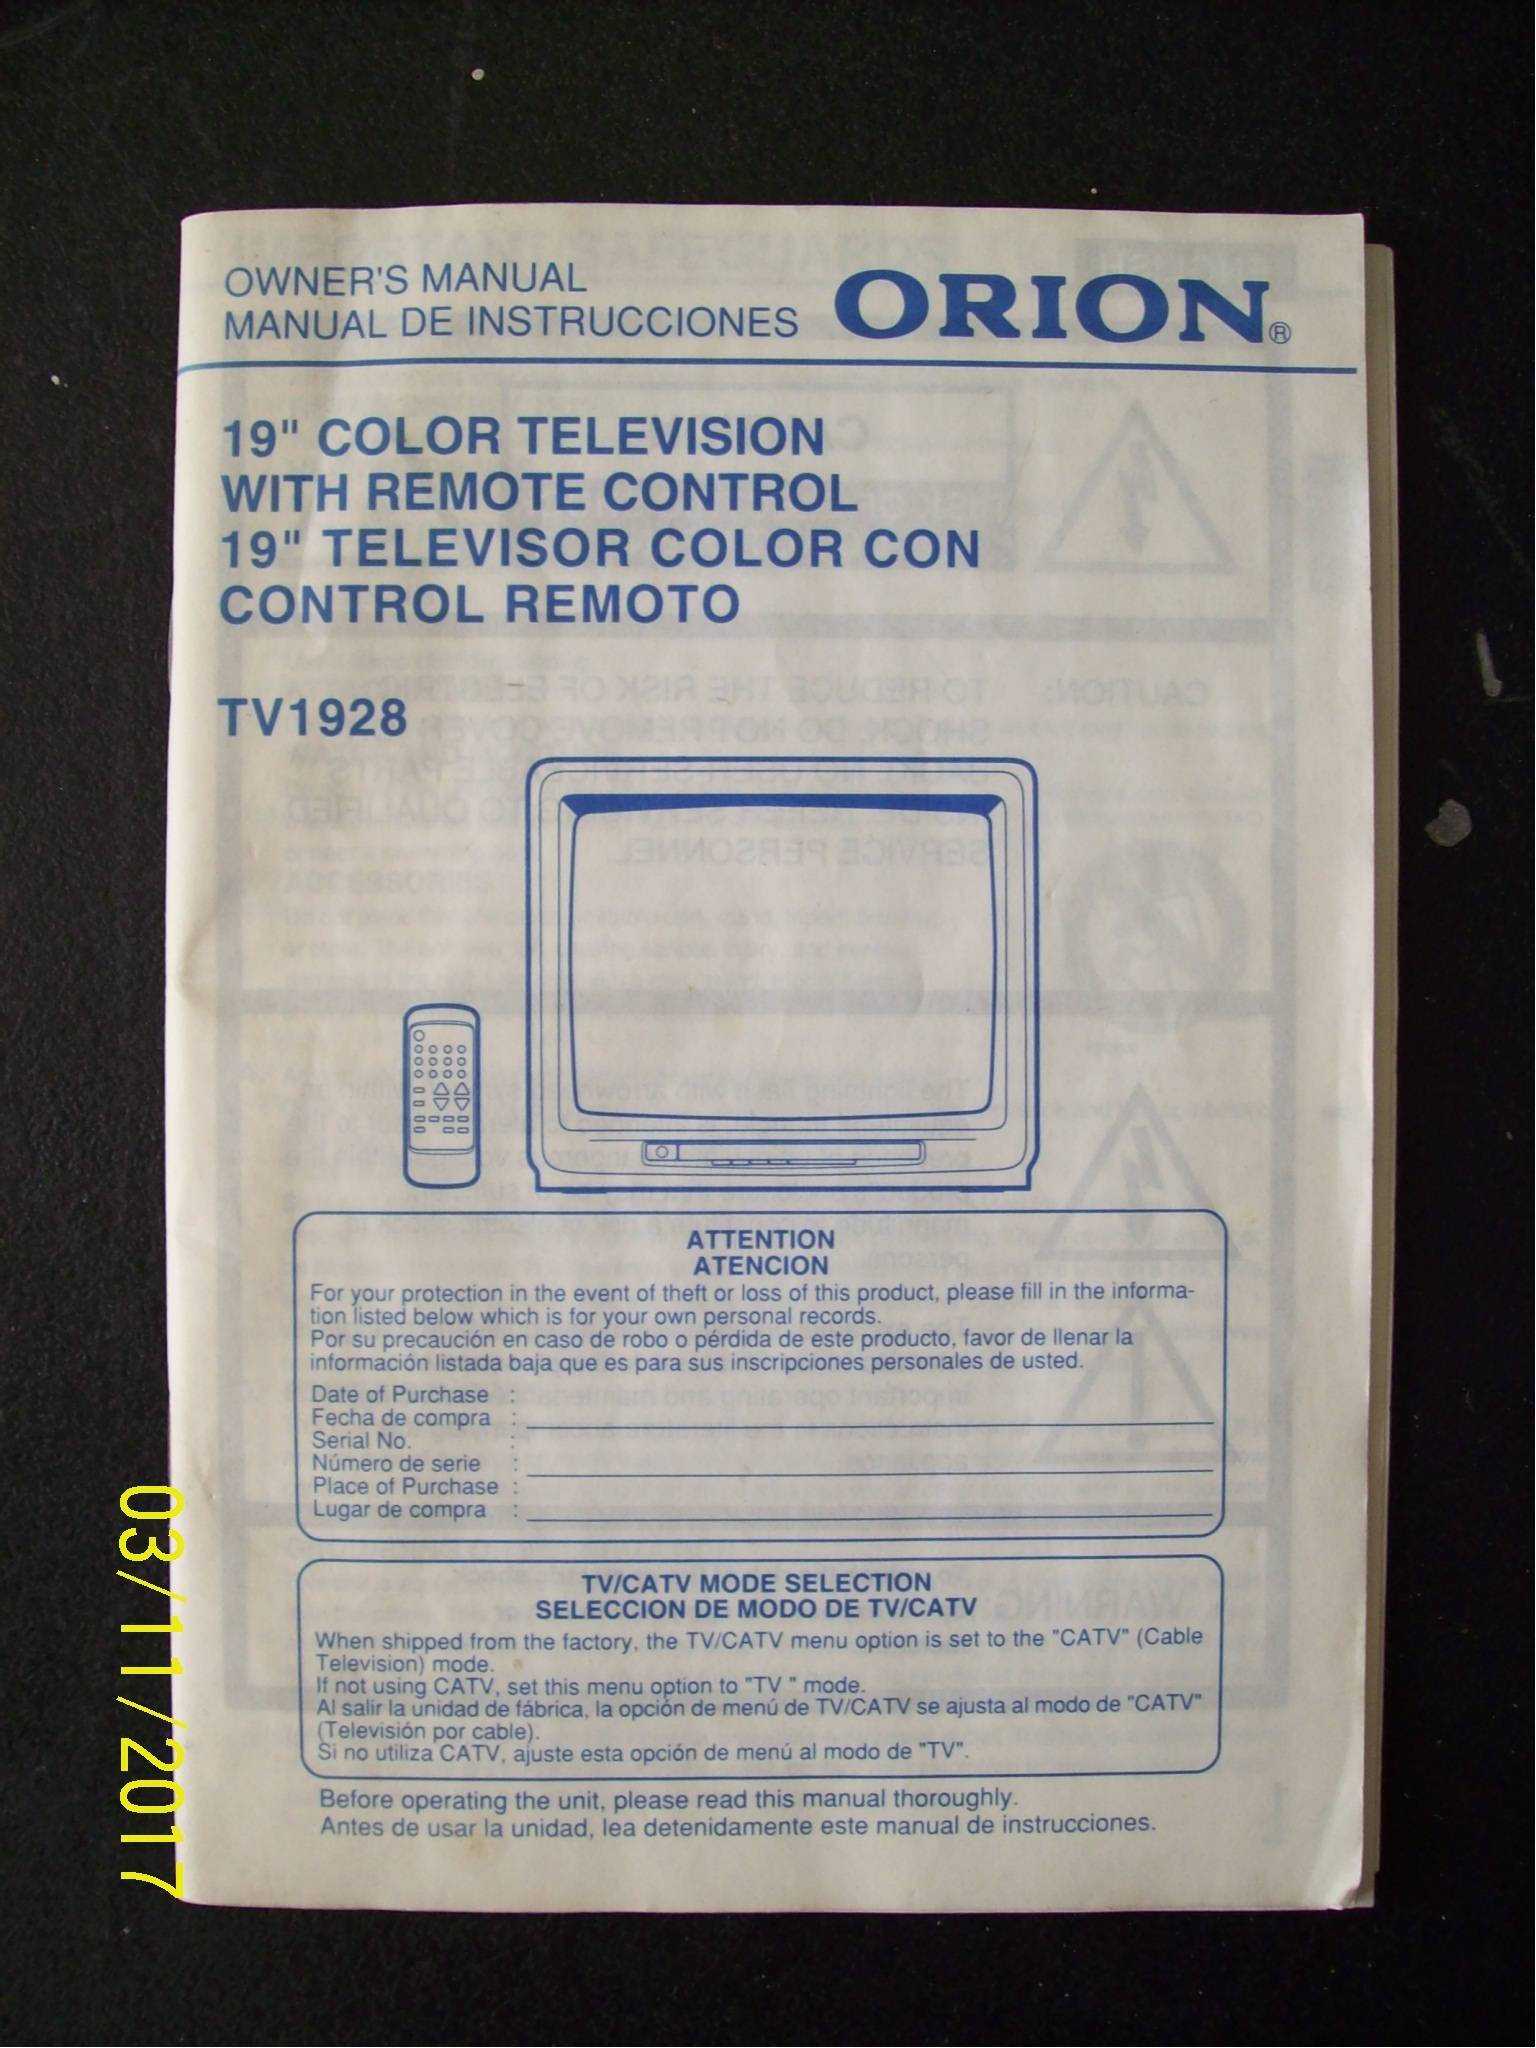 OWNER'S MANUAL
MANUAL DE INSTRUCCIONES
ORION®
19" COLOR TELEVISION
WITH REMOTE CONTROL
19" TELEVISOR COLOR CON
CONTROL REMOTO
TV1928
ATTENTION
ATENCION
For your protection in the event of theft or loss of this product, please fill in the informa-
tion listed below which is for your own personal records.
Por su precaución en caso de robo o pérdida de este producto, favor de llenar la
información listada baja que es para sus inscripciones personales de usted.
Date of Purchase :
Fecha de compra :
Serial No. :
Número de serie :
Place of Purchase :
Lugar de compra :
TV/CATV MODE SELECTION
SELECCION DE MODO DE TV/CATV
When shipped from the factory, the TV/CATV menu option is set to the "CATV" (Cable
Television) mode.
If not using CATV, set this menu option to "TV " mode.
Al salir la unidad de fábrica, la opción de menú de TV/CATV se ajusta al modo de "CATV"
(Televisión por cable).
Si no utiliza CATV, ajuste esta opción de menú al modo de "TV".
Before operating the unit, please read this manual thoroughly.
Antes de usar la unidad, lea detenidamente este manual de instrucciones.
03/11/2017